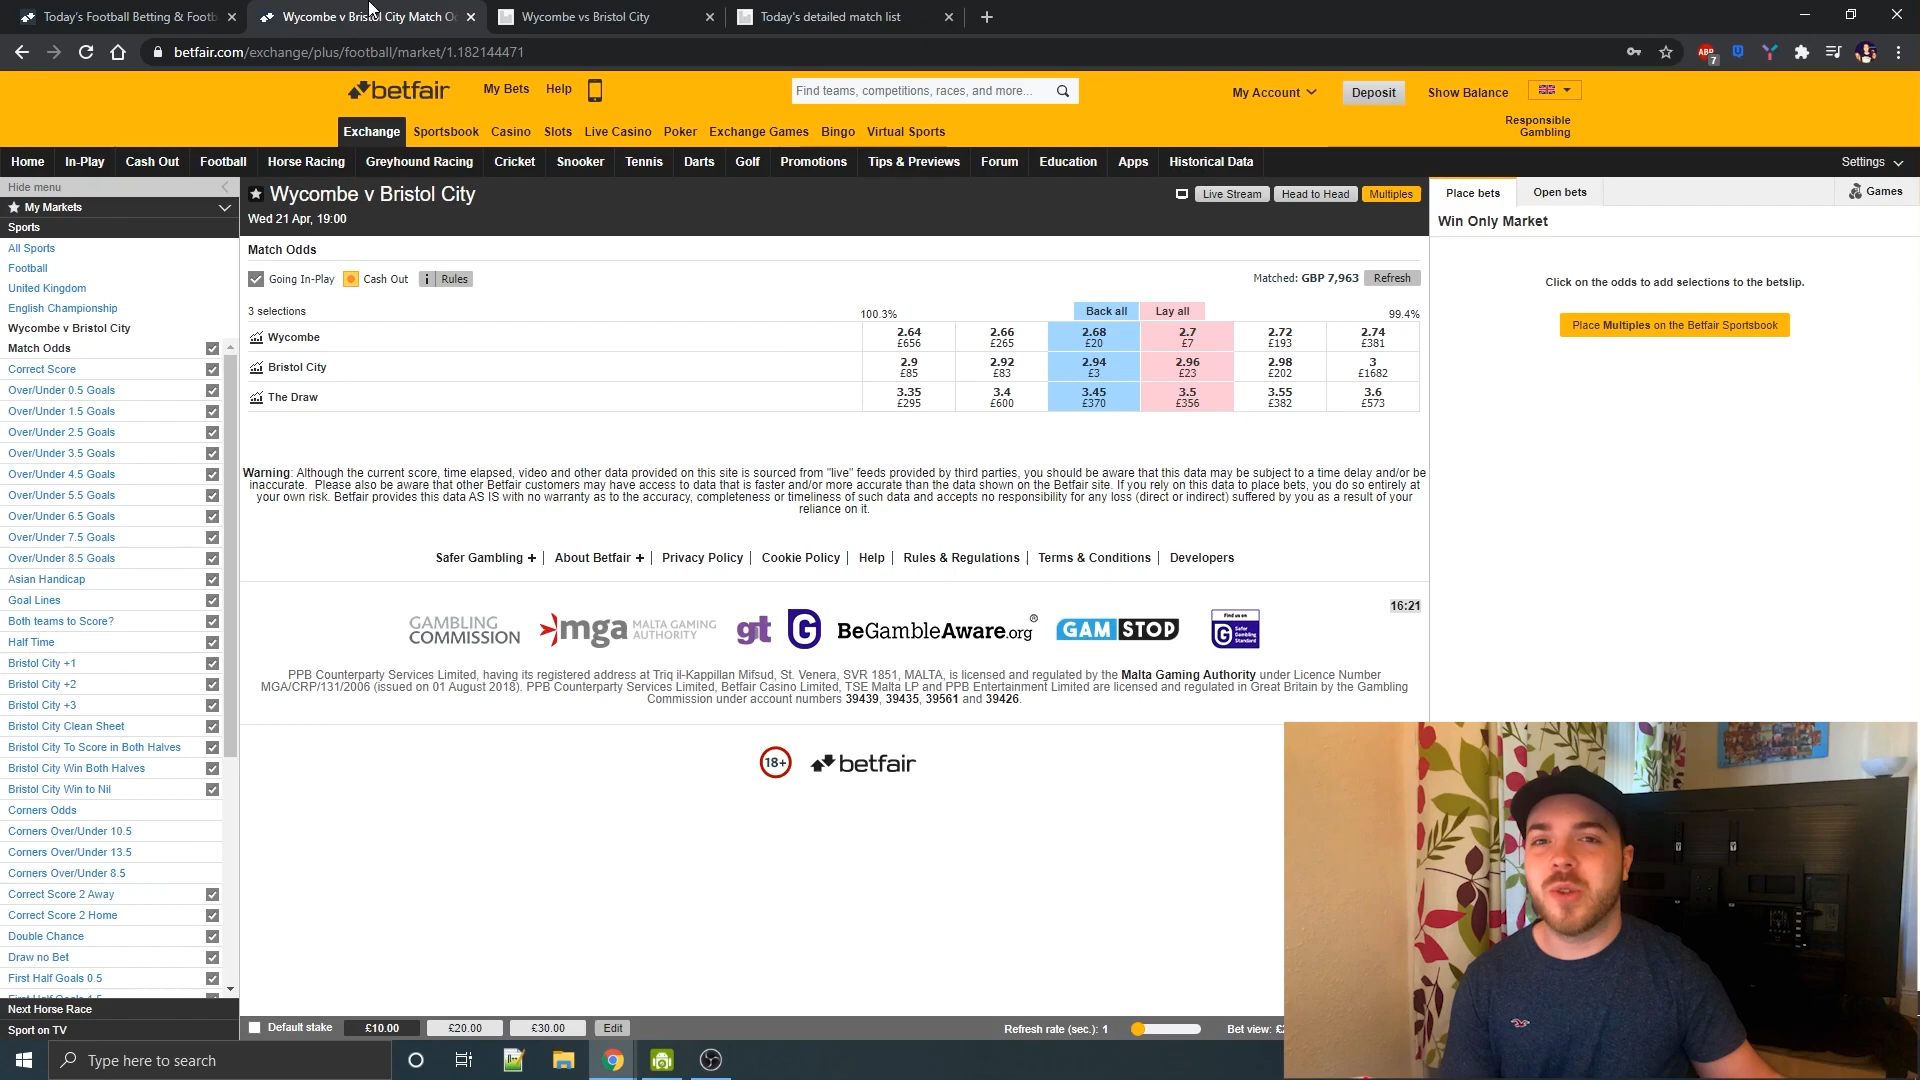 Today's Football Betting & Footb
Wycombe v Bristol City Match Oc
Wycombe vs Bristol City
Today's detailed match list
betfair.com/exchange/plus/football/market/1.182144471
ABP
7
betfair
My Bets
Help
Find teams, competitions, races, and more...
My Account
Deposit
Show Balance
Responsible
Gambling
Exchange
Sportsbook
Casino
Slots
Live Casino
Poker
Exchange Games
Bingo
Virtual Sports
Home
In-Play
Cash Out
Football
Horse Racing
Greyhound Racing
Cricket
Snooker
Tennis
Darts
Golf
Promotions
Tips & Previews
Forum
Education
Apps
Historical Data
Settings
Hide menu
My Markets
Sports
All Sports
Football
United Kingdom
English Championship
Wycombe v Bristol City
Match Odds
Correct Score
Over/Under 0.5 Goals
Over/Under 1.5 Goals
Over/Under 2.5 Goals
Over/Under 3.5 Goals
Over/Under 4.5 Goals
Over/Under 5.5 Goals
Over/Under 6.5 Goals
Over/Under 7.5 Goals
Over/Under 8.5 Goals
Asian Handicap
Goal Lines
Both teams to Score?
Half Time
Bristol City +1
Bristol City +2
Bristol City +3
Bristol City Clean Sheet
Bristol City To Score in Both Halves
Bristol City Win Both Halves
Bristol City Win to Nil
Corners Odds
Corners Over/Under 10.5
Corners Over/Under 13.5
Corners Over/Under 8.5
Correct Score 2 Away
Correct Score 2 Home
Double Chance
Draw no Bet
First Half Goals 0.5
Next Horse Race
Sport on TV
Wycombe v Bristol City
Wed 21 Apr, 19:00
Live Stream
Head to Head
Multiples
Match Odds
Going In-Play
Cash Out
i Rules
Matched: GBP 7,963
Refresh
3 selections
100.3%
Back all
Lay all
99.4%
Wycombe 2.64 2.66 2.68 2.7 2.72 2.74
£656 £265 £20 £7 £193 £381
Bristol City 2.9 2.92 2.94 2.96 2.98 3
£85 £83 £3 £23 £202 £1682
The Draw 3.35 3.4 3.45 3.5 3.55 3.6
£295 £600 £370 £356 £382 £573
Warning: Although the current score, time elapsed, video and other data provided on this site is sourced from "live" feeds provided by third parties, you should be aware that this data may be subject to a time delay and/or be
inaccurate. Please also be aware that other Betfair customers may have access to data that is faster and/or more accurate than the data shown on the Betfair site. If you rely on this data to place bets, you do so entirely at
your own risk. Betfair provides this data AS IS with no warranty as to the accuracy, completeness or timeliness of such data and accepts no responsibility for any loss (direct or indirect) suffered by you as a result of your
reliance on it.
Safer Gambling + | About Betfair + | Privacy Policy | Cookie Policy | Help | Rules & Regulations | Terms & Conditions | Developers
16:21
GAMBLING
COMMISSION
mga
MALTA GAMING
AUTHORITY
gt
G
BeGambleAware.org®
GAMSTOP
Find us on
G
Safer
Gambling
Standard
PPB Counterparty Services Limited, having its registered address at Triq il-Kappillan Mifsud, St. Venera, SVR 1851, MALTA, is licensed and regulated by the Malta Gaming Authority under Licence Number
MGA/CRP/131/2006 (issued on 01 August 2018). PPB Counterparty Services Limited, Betfair Casino Limited, TSE Malta LP and PPB Entertainment Limited are licensed and regulated in Great Britain by the Gambling
Commission under account numbers 39439, 39435, 39561 and 39426.
18+
betfair
Place bets
Open bets
Games
Win Only Market
Click on the odds to add selections to the betslip.
Place Multiples on the Betfair Sportsbook
Default stake
£10.00
£20.00
£30.00
Edit
Refresh rate (sec.): 1
Bet view:
Type here to search